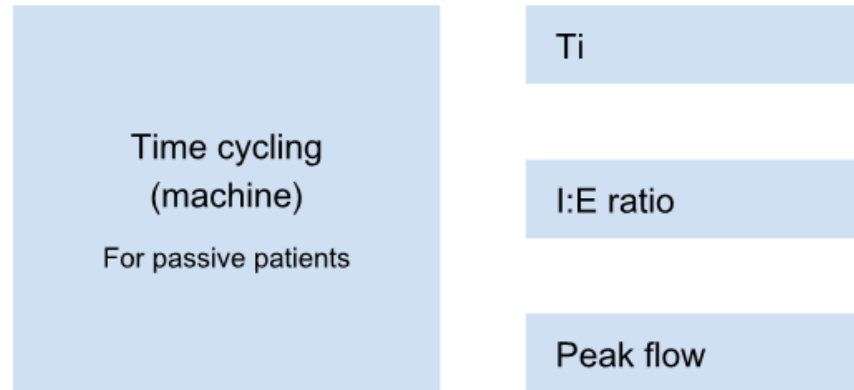 Time cycling
(machine)
For passive patients
Ti
I:E ratio
Peak flow